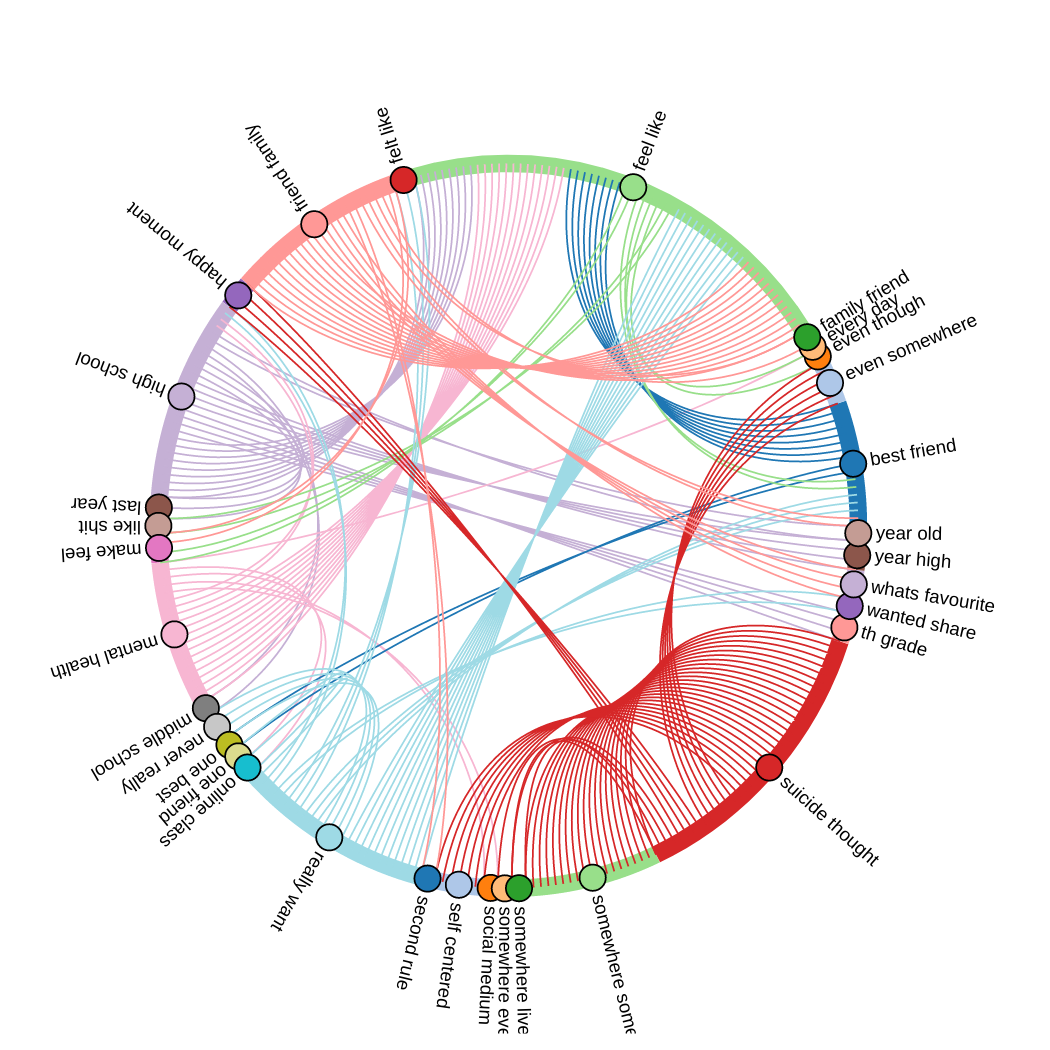 feel like
family friend
every day
even though
even somewhere
best friend
year old
year high
whats favourite
wanted share
th grade
suicide thought
somewhere some
somewhere live
somewhere eve
social medium
self centered
second rule
really want
online class
one friend
one best
never really
middle school
mental health
make feel
like shit
last year
high school
happy moment
friend family
felt like